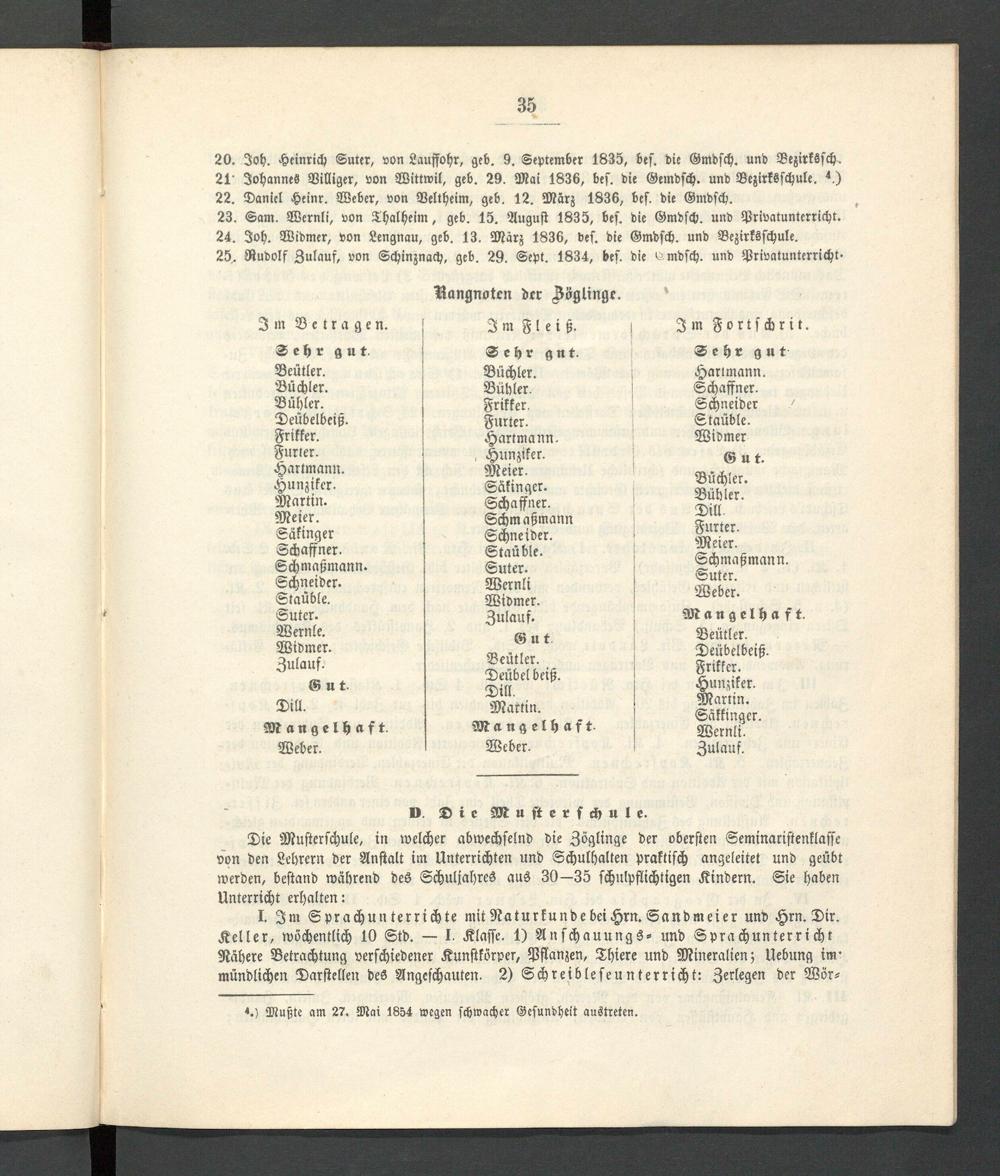 35
20. Joh. Heinrich Suter, von Lauffohr, geb. 9. September 1835, bes. die Gmdsch. und Bezirkssch.
21. Johannes Villiger, von Wittwil, geb. 29. Mai 1836, bes. die Gemdsch. und Bezirksschule. ⁴.)
22. Daniel Heinr. Weber, von Veltheim, geb. 12. März 1836, bes. die Gmdsch.
23. Sam. Wernli, von Thalheim, geb. 15. August 1835, bes. die Gmdsch. und Privatunterricht.
24. Joh. Widmer, von Lengnau, geb. 13. März 1836, bes. die Gmdsch. und Bezirksschule.
25. Rudolf Zulauf, von Schinznach, geb. 29. Sept. 1834, bes. die Gmdsch. und Privatunterricht.
Rangnoten der Zöglinge.
Im Betragen.
Sehr gut.
Beütler.
Büchler.
Bühler.
Deübelbeiß.
Frikker.
Furter.
Hartmann.
Hunziker.
Martin.
Meier.
Säkinger
Schaffner.
Schmaßmann.
Schneider.
Staüble.
Suter.
Wernle.
Widmer.
Zulauf.
Gut.
Dill.
Mangelhaft.
Weber.
Im Fleiß.
Sehr gut.
Büchler.
Bühler.
Frikker.
Furter.
Hartmann.
Hunziker.
Meier.
Säkinger.
Schaffner.
Schmaßmann
Schneider.
Staüble.
Suter.
Wernli
Widmer.
Zulauf.
Gut.
Beütler.
Deübelbeiß.
Dill.
Martin.
Mangelhaft.
Weber.
Im Fortschrit.
Sehr gut
Hartmann.
Schaffner.
Schneider
Staüble.
Widmer
Gut.
Büchler.
Bühler.
Dill.
Furter.
Meier.
Schmaßmann.
Suter.
Weber.
Mangelhaft.
Beütler.
Deübelbeiß.
Frikker.
Hunziker.
Martin.
Säkkinger.
Wernli.
Zulauf.
D. Die Musterschule.
Die Musterschule, in welcher abwechselnd die Zöglinge der obersten Seminaristenklasse
von den Lehrern der Anstalt im Unterrichten und Schulhalten praktisch angeleitet und geübt
werden, bestand während des Schuljahres aus 30—35 schulpflichtigen Kindern. Sie haben
Unterricht erhalten:
I. Im Sprachunterrichte mit Naturkunde bei Hrn. Sandmeier und Hrn. Dir.
Keller, wöchentlich 10 Std. — I. Klasse. 1) Anschauungs- und Sprachunterricht
Nähere Betrachtung verschiedener Kunstkörper, Pflanzen, Thiere und Mineralien; Uebung im
mündlichen Darstellen des Angeschauten. 2) Schreibleseunterricht: Zerlegen der Wör-
⁴.) Mußte am 27. Mai 1854 wegen schwacher Gesundheit austreten.